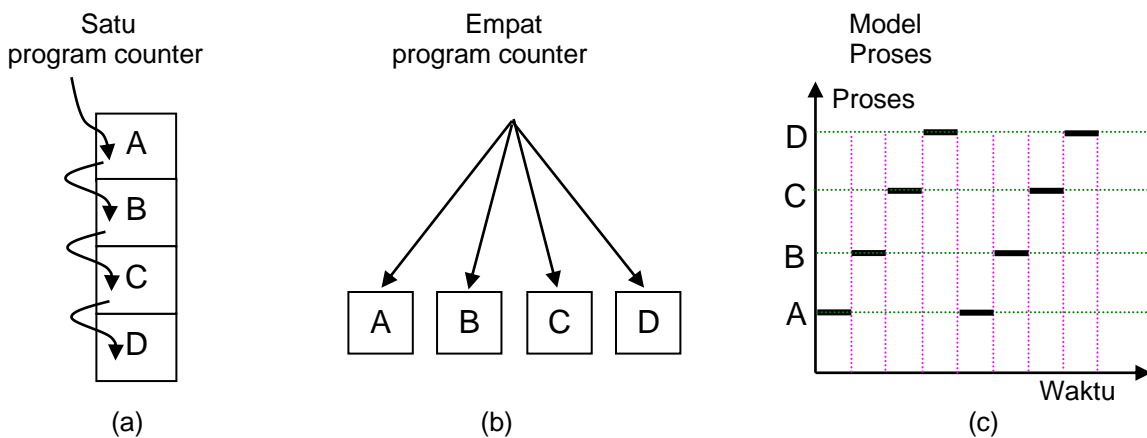 Satu
program counter
A
B
C
D
(a)
Empat
program counter
A B C D
(b)
Model
Proses
Proses
D
C
B
A
Waktu
(c)